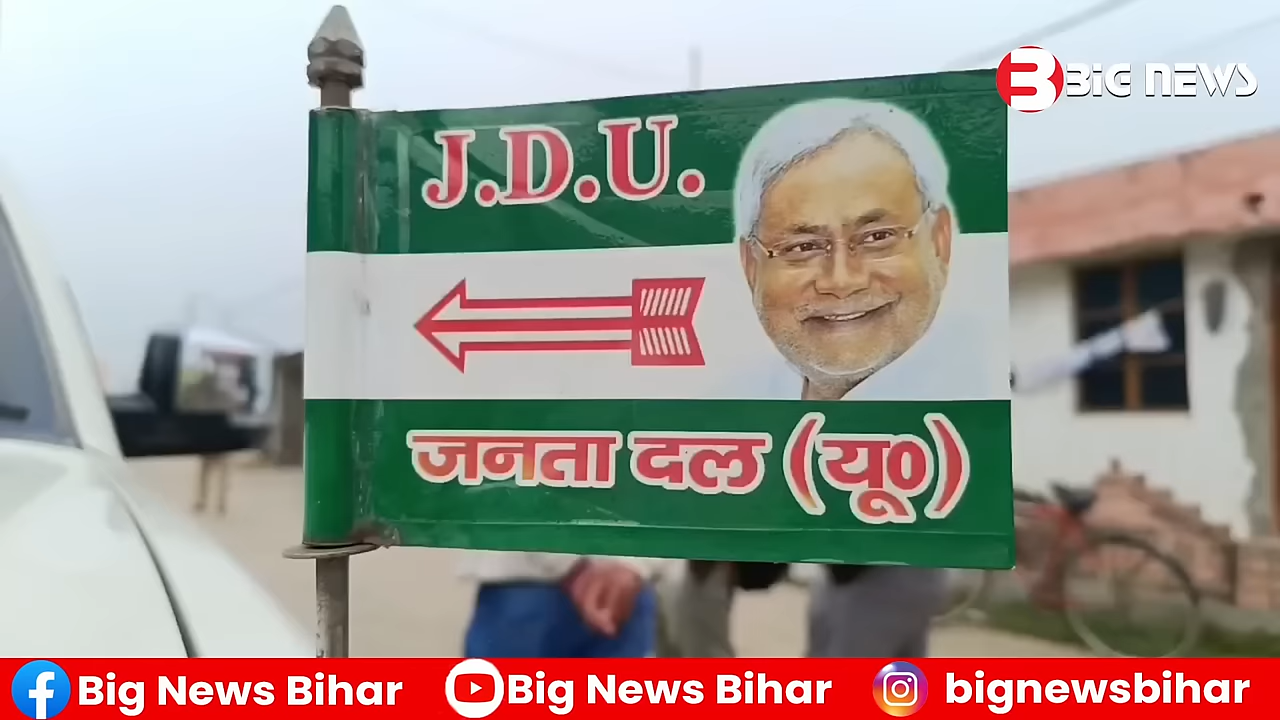 BIG NEWS
J.D.U.
जनता दल (यू०)
Big News Bihar
Big News Bihar
bignewsbihar